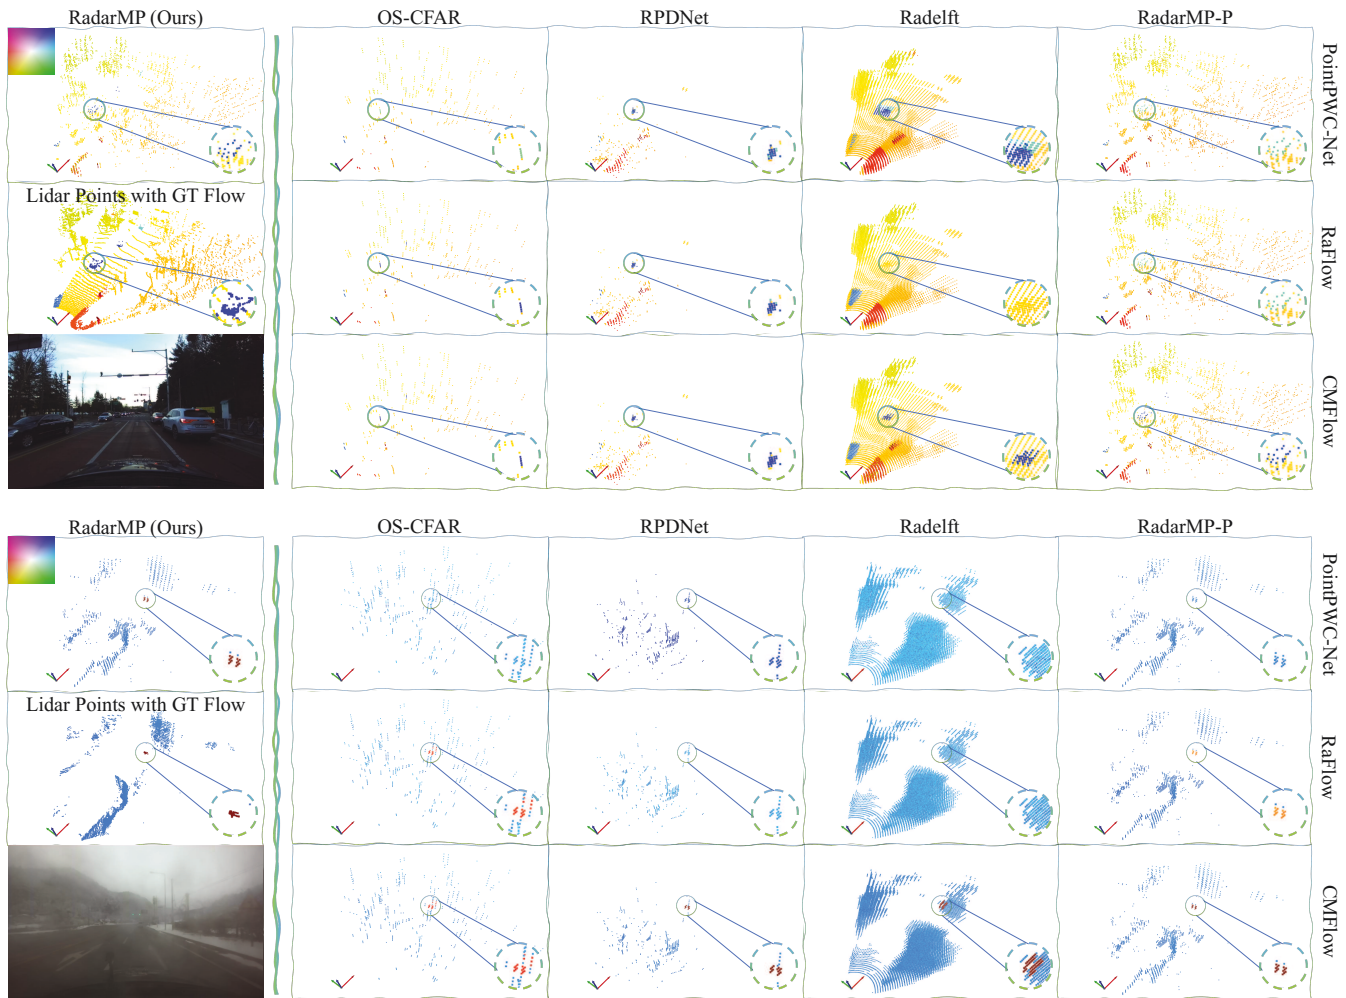 RadarMP (Ours)
OS-CFAR
RPDNet
Radelft
RadarMP-P
PointPWC-Net
Lidar Points with GT Flow
RaFlow
CMFlow
RadarMP (Ours)
OS-CFAR
RPDNet
Radelft
RadarMP-P
PointPWC-Net
Lidar Points with GT Flow
RaFlow
CMFlow